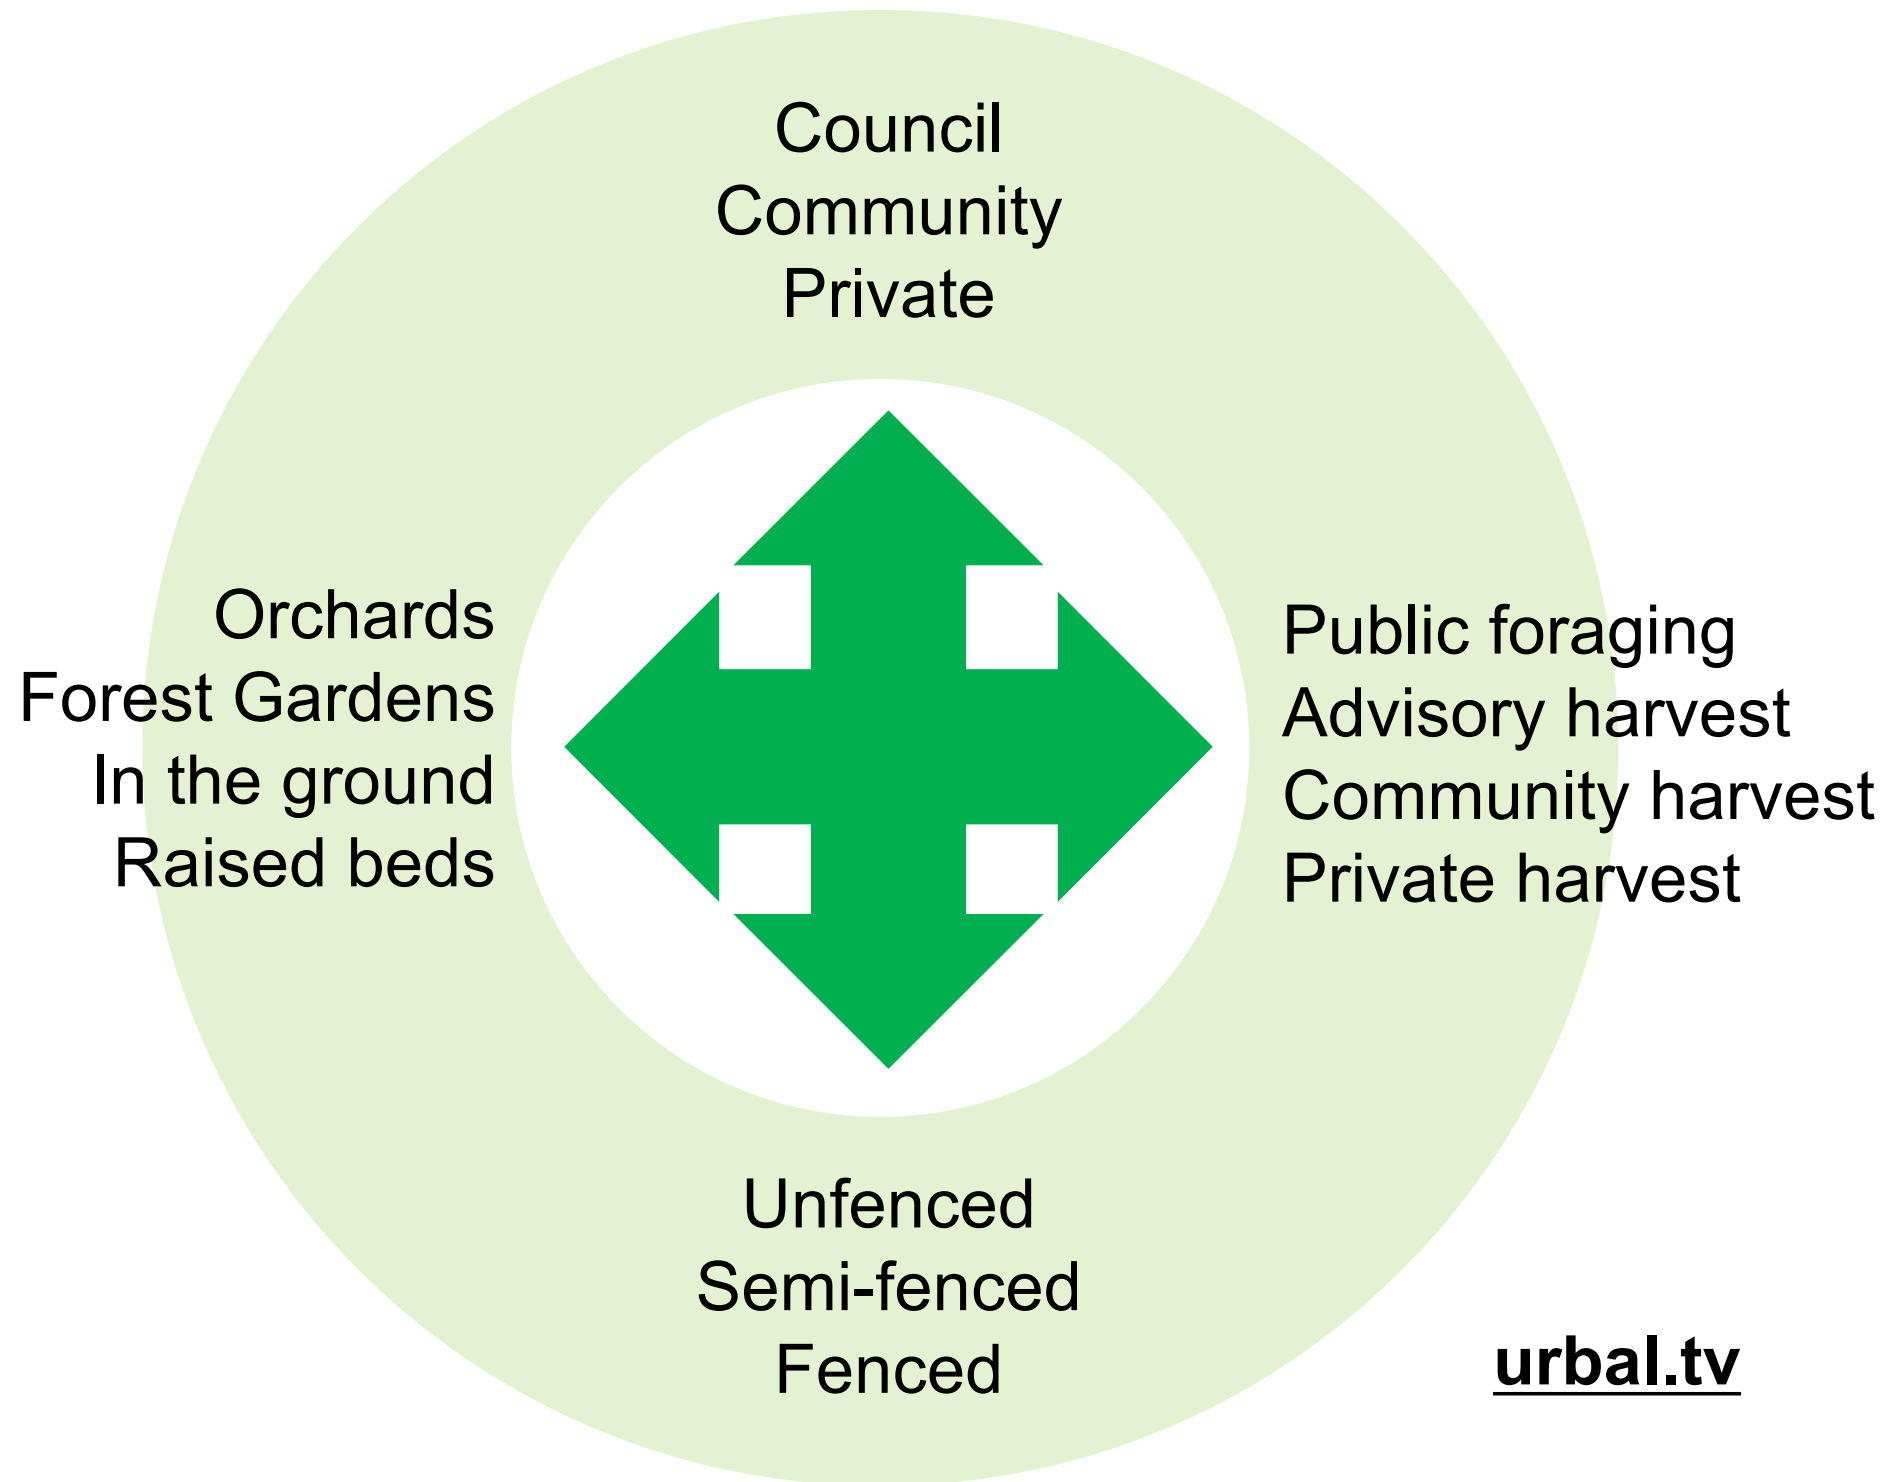 Council
Community
Private
Orchards
Forest Gardens
In the ground
Raised beds
Public foraging
Advisory harvest
Community harvest
Private harvest
Unfenced
Semi-fenced
Fenced
urbal.tv